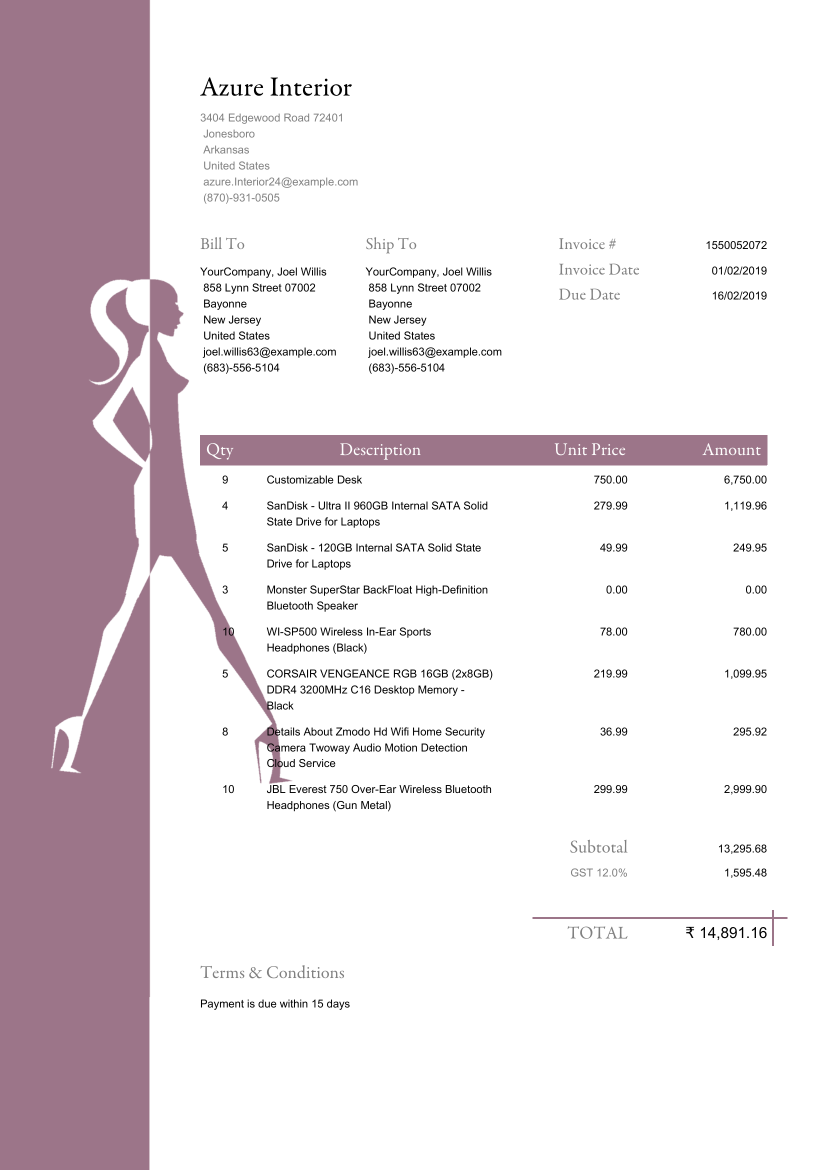 Azure Interior
3404 Edgewood Road 72401
Jonesboro
Arkansas
United States
azure.Interior24@example.com
(870)-931-0505
Bill To
YourCompany, Joel Willis
858 Lynn Street 07002
Bayonne
New Jersey
United States
joel.willis63@example.com
(683)-556-5104
Ship To
YourCompany, Joel Willis
858 Lynn Street 07002
Bayonne
New Jersey
United States
joel.willis63@example.com
(683)-556-5104
Invoice # 1550052072
Invoice Date 01/02/2019
Due Date 16/02/2019
Qty Description Unit Price Amount
9 Customizable Desk 750.00 6,750.00
4 SanDisk - Ultra II 960GB Internal SATA Solid 279.99 1,119.96
State Drive for Laptops
5 SanDisk - 120GB Internal SATA Solid State 49.99 249.95
Drive for Laptops
3 Monster SuperStar BackFloat High-Definition 0.00 0.00
Bluetooth Speaker
10 WI-SP500 Wireless In-Ear Sports 78.00 780.00
Headphones (Black)
5 CORSAIR VENGEANCE RGB 16GB (2x8GB) 219.99 1,099.95
DDR4 3200MHz C16 Desktop Memory -
Black
8 Details About Zmodo Hd Wifi Home Security 36.99 295.92
Camera Twoway Audio Motion Detection
Cloud Service
10 JBL Everest 750 Over-Ear Wireless Bluetooth 299.99 2,999.90
Headphones (Gun Metal)
Subtotal 13,295.68
GST 12.0% 1,595.48
TOTAL ₹ 14,891.16
Terms & Conditions
Payment is due within 15 days